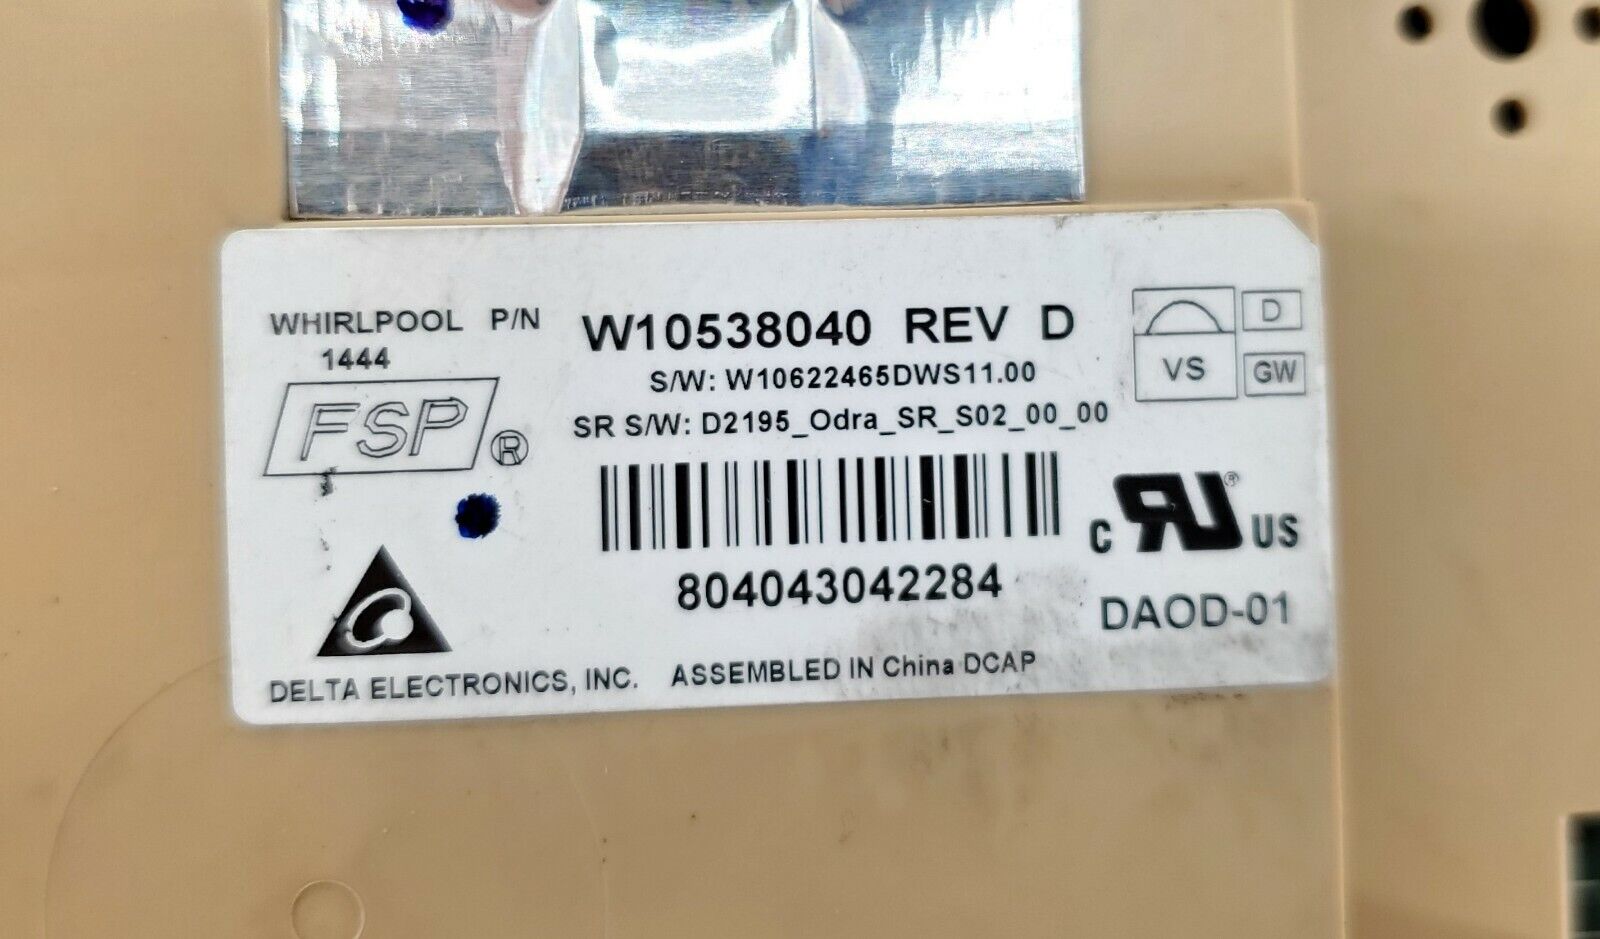 WHIRLPOOL P/N W10538040 REV D
1444
S/W: W10622465DWS11.00
SR S/W: D2195_Odra_SR_S02_00_00
FSP®
D
VS GW
804043042284
C RU® US
DAOD-01
DELTA ELECTRONICS, INC. ASSEMBLED IN China DCAP